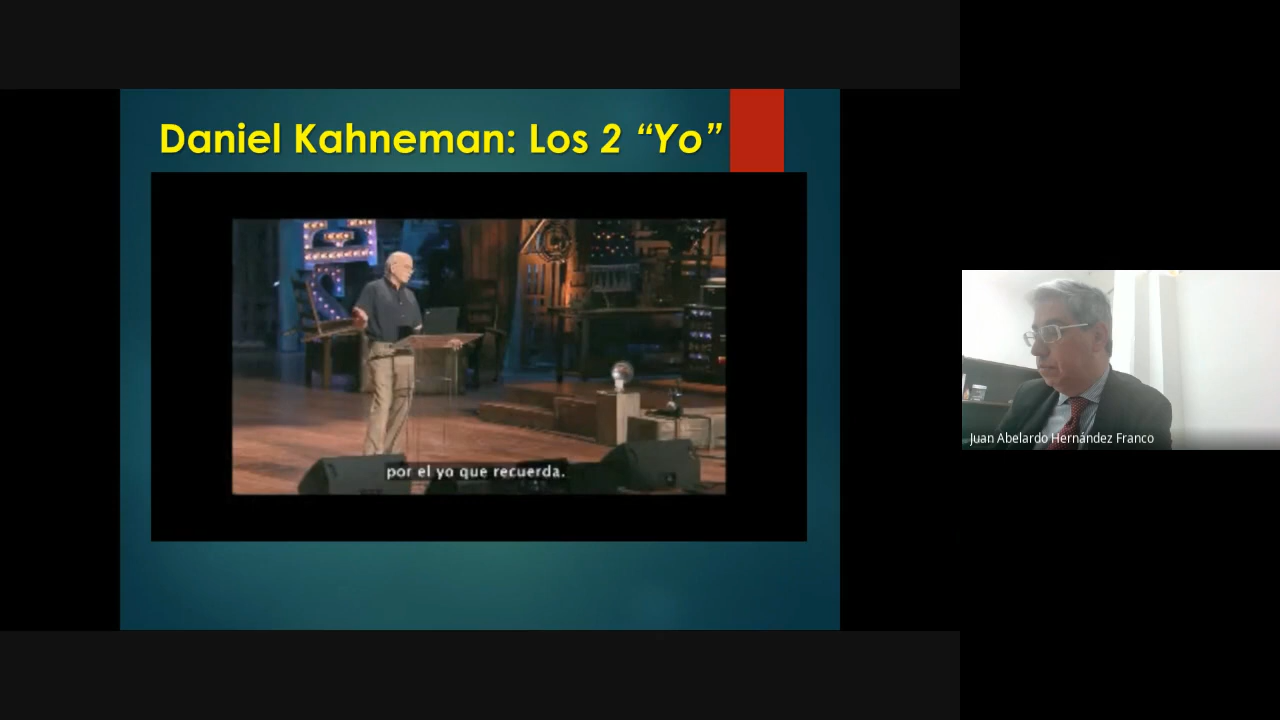 Daniel Kahneman: Los 2 “Yo”
por el yo que recuerda.
Juan Abelardo Hernández Franco